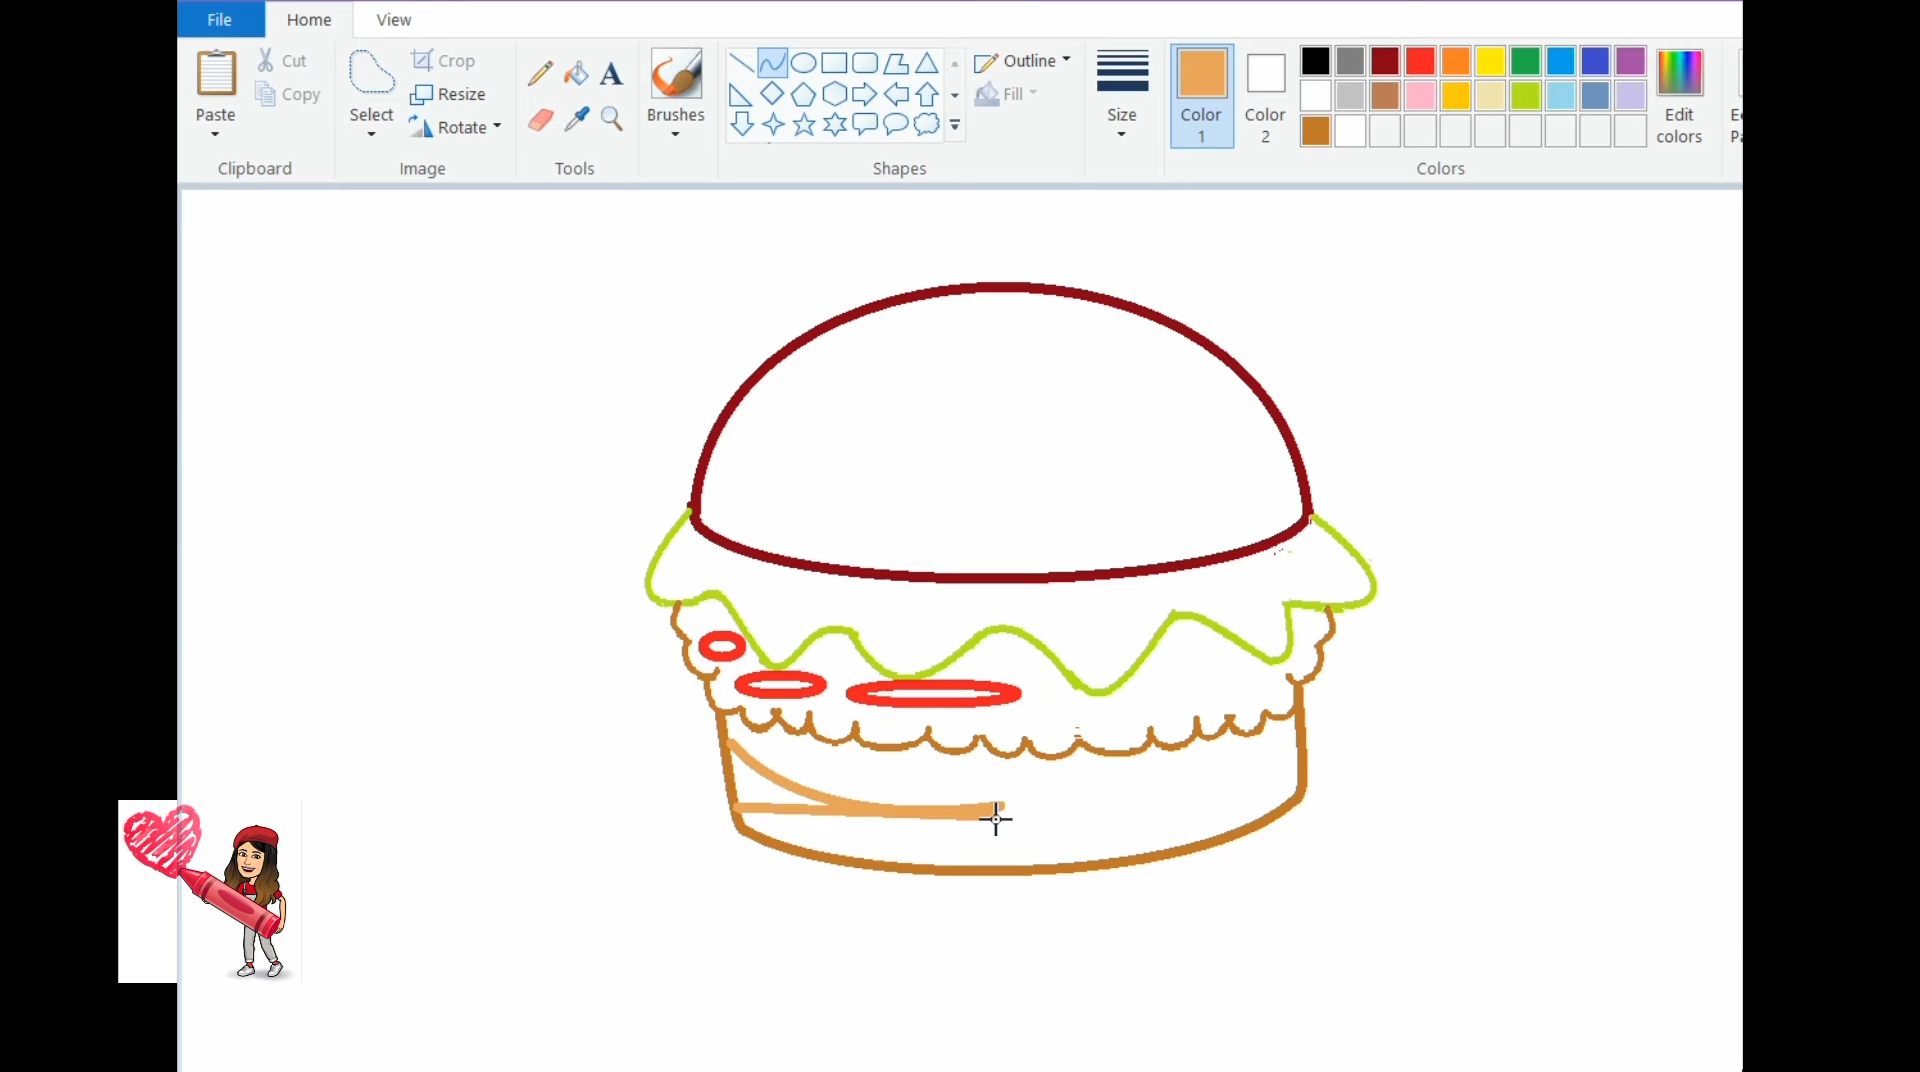 File Home View
Paste
Cut
Copy
Clipboard
Select
Crop
Resize
Rotate
Image
Tools
Brushes
Shapes
Outline
Fill
Size
Color 1
Color 2
Colors
Edit colors